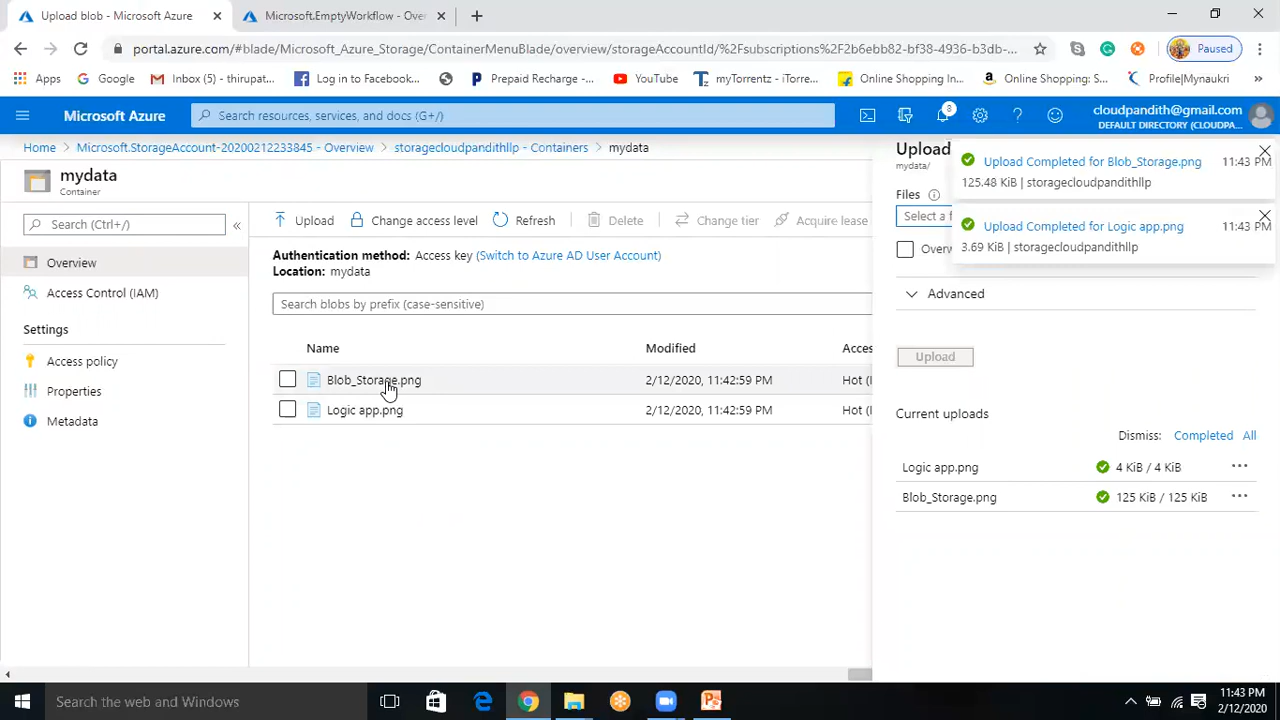 Upload blob - Microsoft Azure
Microsoft.EmptyWorkflow - Over
portal.azure.com/#blade/Microsoft_Azure_Storage/ContainerMenuBlade/overview/storageAccountId/%2Fsubscriptions%2F2b6ebb82-bf38-4936-b3db-...
Paused
Apps
Google
Inbox (5) - thirupat...
Log in to Facebook...
Prepaid Recharge -...
YouTube
myTorrentz - iTorre...
Online Shopping In...
Online Shopping: S...
Profile|Mynaukri
»
Microsoft Azure
Search resources, services, and docs (G+/)
8
cloudpandith@gmail.com
DEFAULT DIRECTORY (CLOUDPA...
Home > Microsoft.StorageAccount-20200212233845 - Overview > storagecloudpandithllp - Containers > mydata
mydata
Container
Search (Ctrl+/)
«
Overview
Access Control (IAM)
Settings
Access policy
Properties
Metadata
Upload
Change access level
Refresh
Delete
Change tier
Acquire lease
Authentication method: Access key (Switch to Azure AD User Account)
Location: mydata
Search blobs by prefix (case-sensitive)
Name
Modified
Acces
Blob_Storage.png
2/12/2020, 11:42:59 PM
Hot (I
Logic app.png
2/12/2020, 11:42:59 PM
Hot (I
Upload
mydata/
Files
Select a f
Overw
Upload Completed for Blob_Storage.png
11:43 PM
125.48 KiB | storagecloudpandithllp
Upload Completed for Logic app.png
11:43 PM
3.69 KiB | storagecloudpandithllp
Advanced
Upload
Current uploads
Dismiss: Completed All
Logic app.png
4 KiB / 4 KiB
Blob_Storage.png
125 KiB / 125 KiB
Search the web and Windows
11:43 PM
2/12/2020